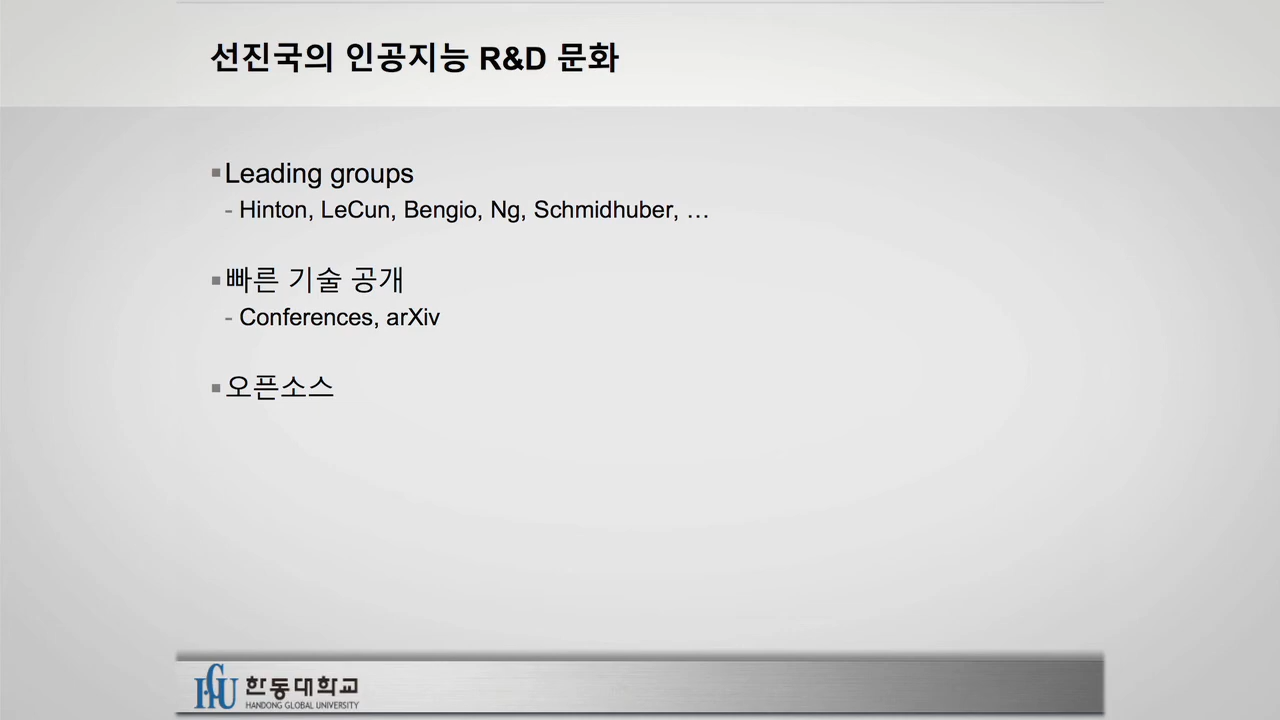 선진국의 인공지능 R&D 문화
▪Leading groups
- Hinton, LeCun, Bengio, Ng, Schmidhuber, …
▪빠른 기술 공개
- Conferences, arXiv
▪오픈소스
HGU 한동대학교
HANDONG GLOBAL UNIVERSITY